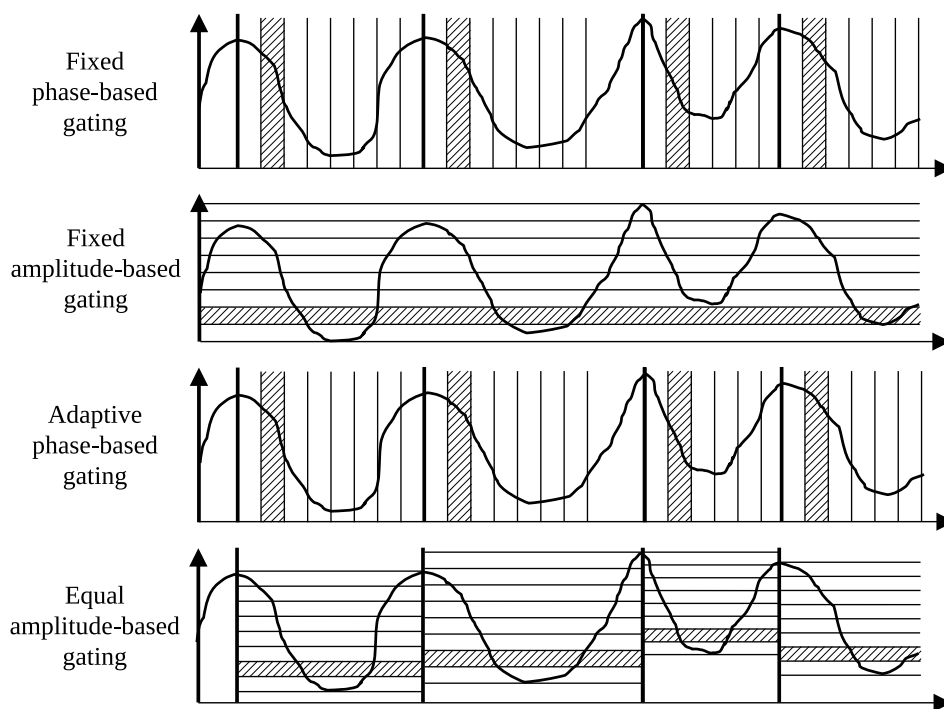 Fixed
phase-based
gating
Fixed
amplitude-based
gating
Adaptive
phase-based
gating
Equal
amplitude-based
gating